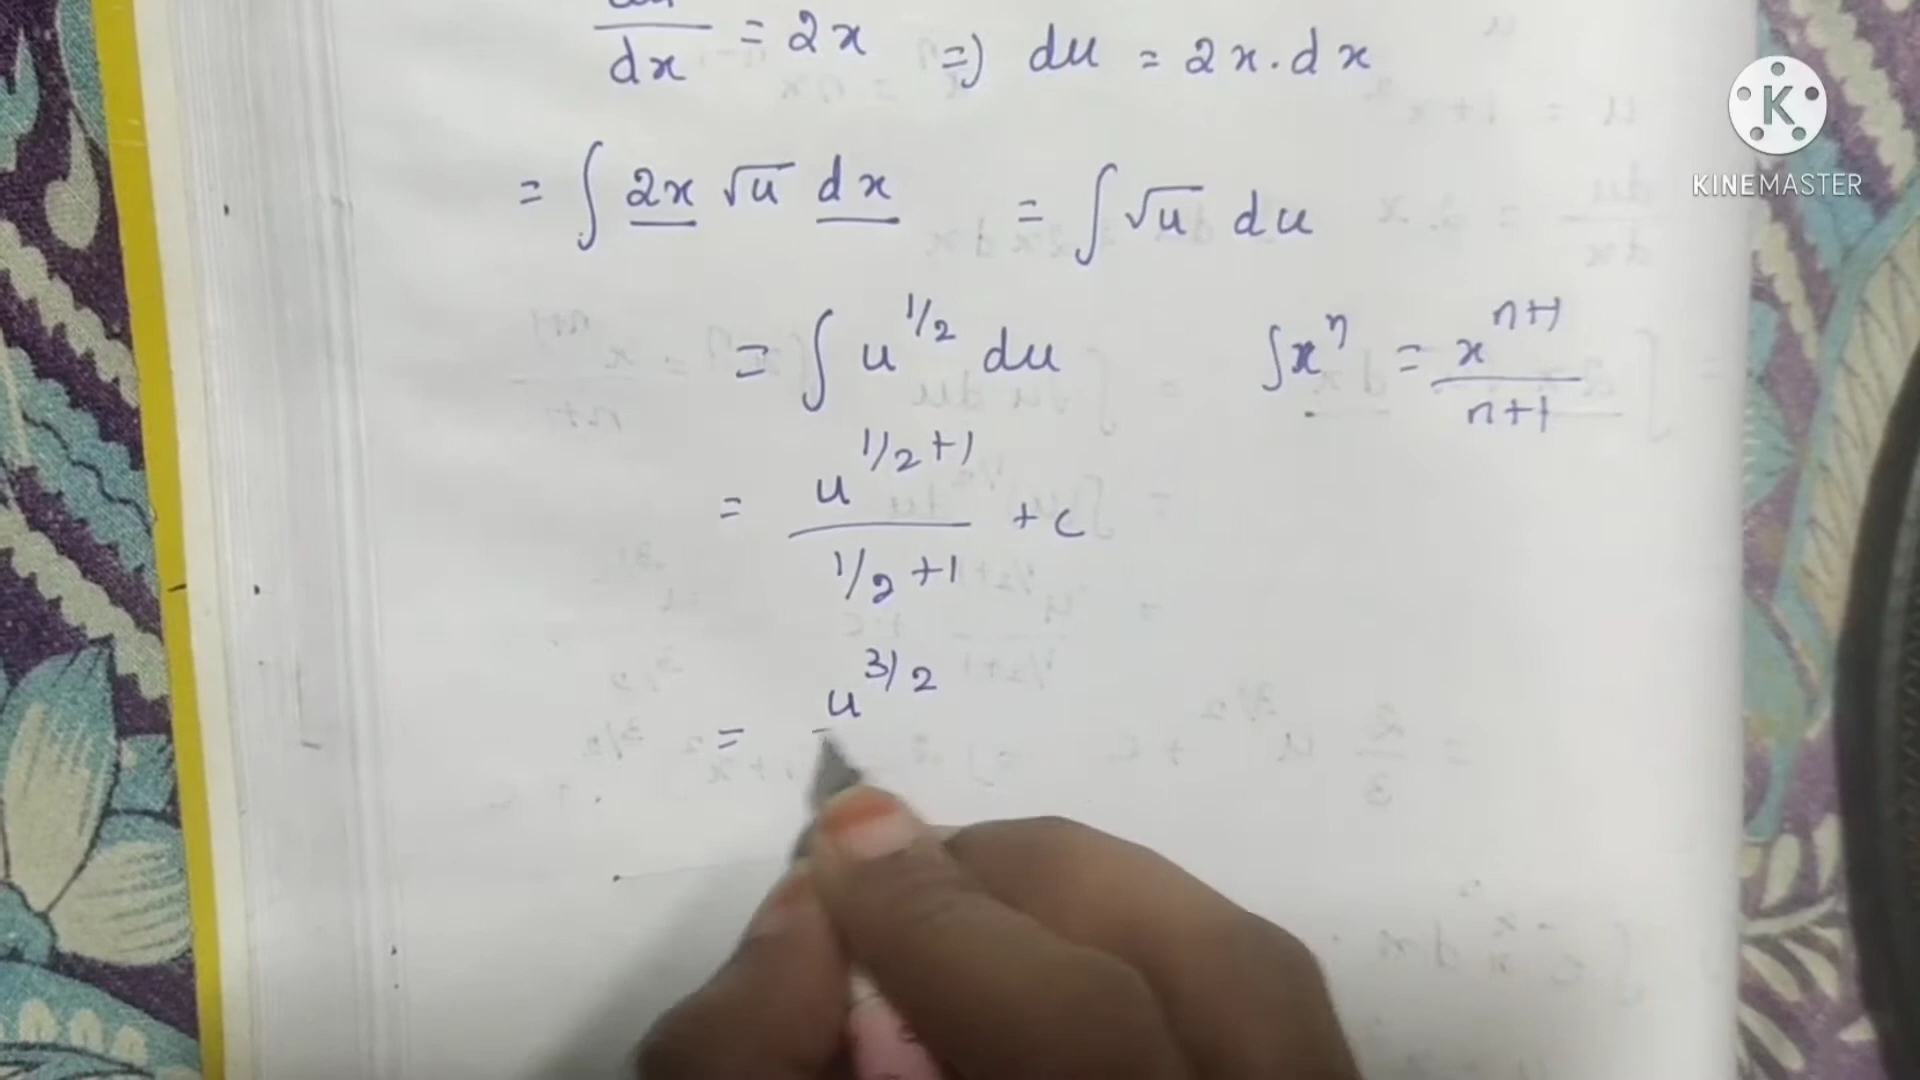 du/dx = 2x => du = 2x.dx
= ∫ 2x √u dx = ∫ √u du
= ∫ u^1/2 du ∫x^n = x^n+1 / n+1
= u^1/2+1 / 1/2+1 + c
= u^3/2
K
KINEMASTER